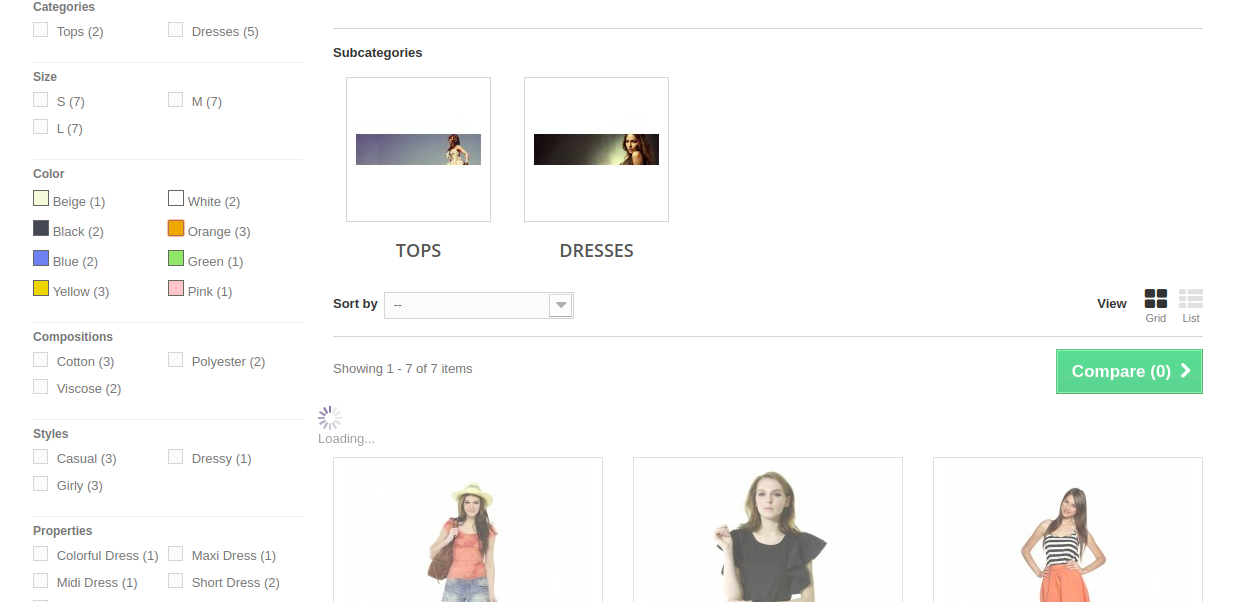 Categories
Tops (2) Dresses (5)
Size
S (7) M (7)
L (7)
Color
Beige (1) White (2)
Black (2) Orange (3)
Blue (2) Green (1)
Yellow (3) Pink (1)
Compositions
Cotton (3) Polyester (2)
Viscose (2)
Styles
Casual (3) Dressy (1)
Girly (3)
Properties
Colorful Dress (1) Maxi Dress (1)
Midi Dress (1) Short Dress (2)
Subcategories
TOPS DRESSES
Sort by -- View Grid List
Showing 1 - 7 of 7 items Compare (0)
Loading...